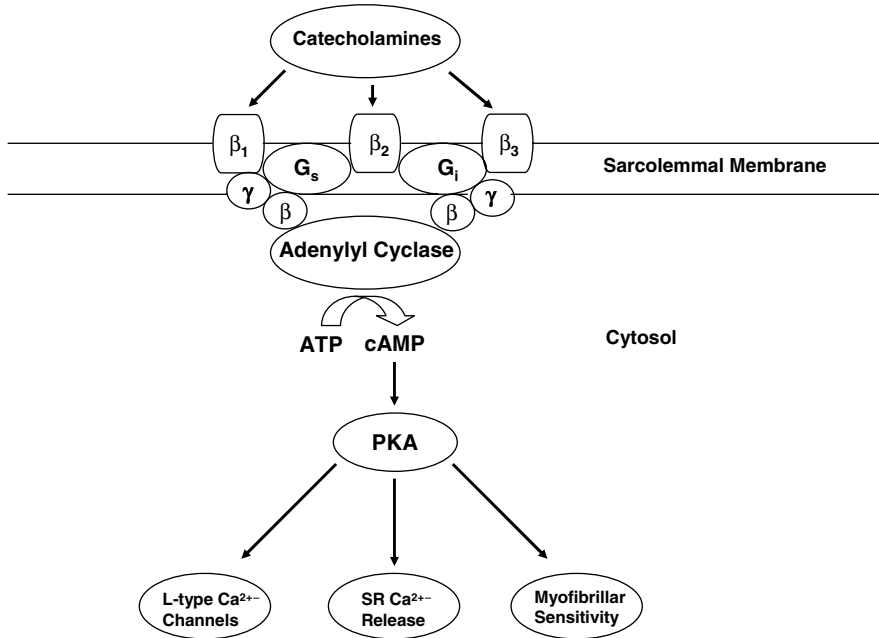 Catecholamines
β1
β2
β3
Gs
Gi
Sarcolemmal Membrane
γ
γ
β
β
Adenylyl Cyclase
ATP
cAMP
Cytosol
PKA
L-type Ca²⁺⁻
Channels
SR Ca²⁺⁻
Release
Myofibrillar
Sensitivity